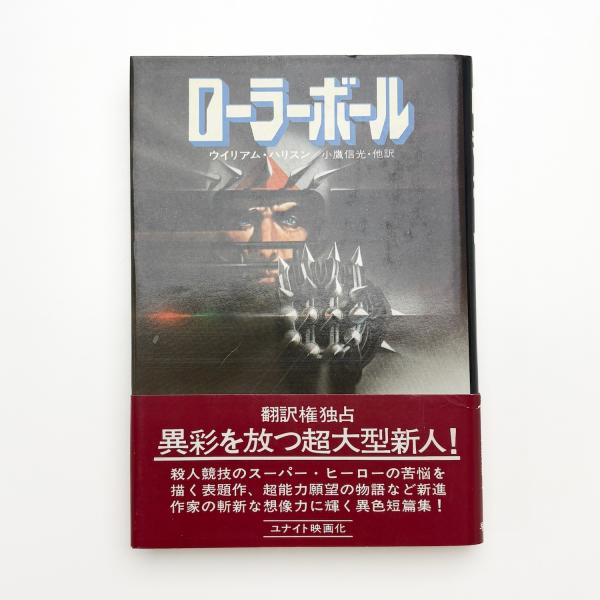 ローラーボール
ウイリアム・ハリスン／小鷹信光・他訳
翻訳権独占
異彩を放つ超大型新人！
殺人競技のスーパー・ヒーローの苦悩を
描く表題作、超能力願望の物語など新進
作家の斬新な想像力に輝く異色短篇集！
ユナイト映画化